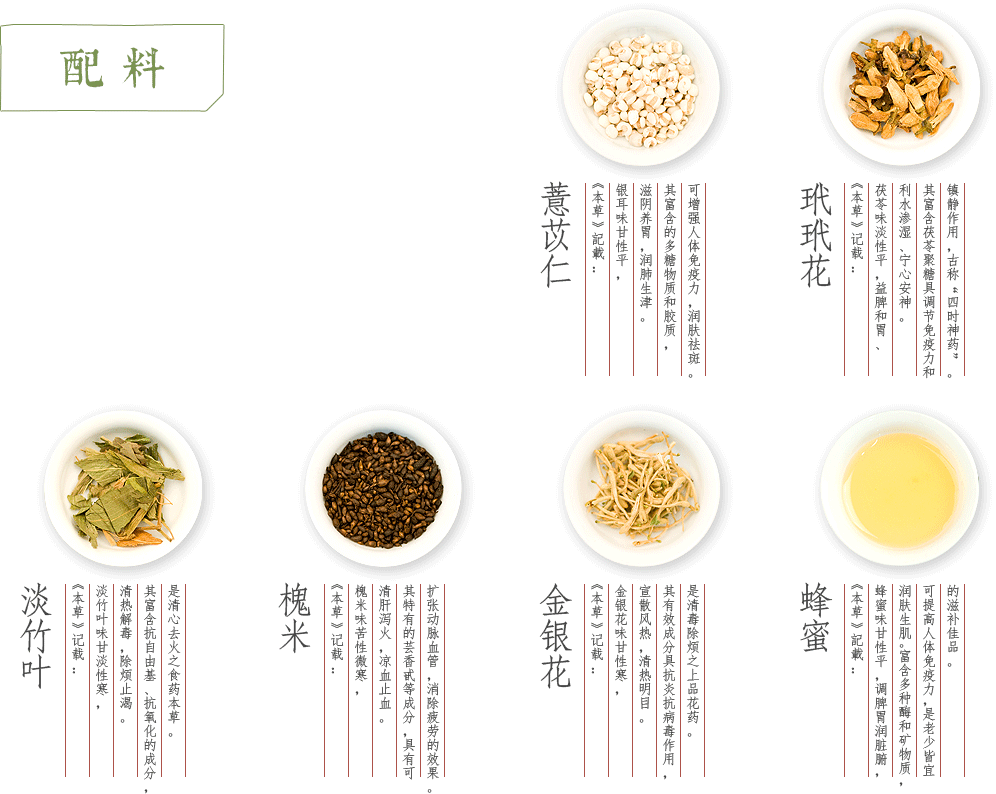 配料
薏苡仁
《本草》記載：
银耳味甘性平，
滋阴养胃，润肺生津。
其富含的多糖物质和胶质，
可增强人体免疫力，润肤祛斑。
玳玳花
《本草》记载：
茯苓味淡性平，益脾和胃、
利水渗湿、宁心安神。
其富含茯苓聚糖具调节免疫力和
镇静作用，古称“四时神药”。
淡竹叶
《本草》记载：
淡竹叶味甘淡性寒，
清热解毒，除烦止渴。
其富含抗自由基、抗氧化的成分，
是清心去火之食药本草。
槐米
《本草》记载：
槐米味苦性微寒，
清肝泻火，凉血止血。
其特有的芸香甙等成分，具有可
扩张动脉血管，消除疲劳的效果。
金银花
《本草》记载：
金银花味甘性寒，
宣散风热，清热明目。
其有效成分具抗炎抗病毒作用，
是清毒除烦之上品花药。
蜂蜜
《本草》記載：
蜂蜜味甘性平，调脾胃润脏腑，
润肤生肌。富含多种酶和矿物质，
可提高人体免疫力，是老少皆宜
的滋补佳品。